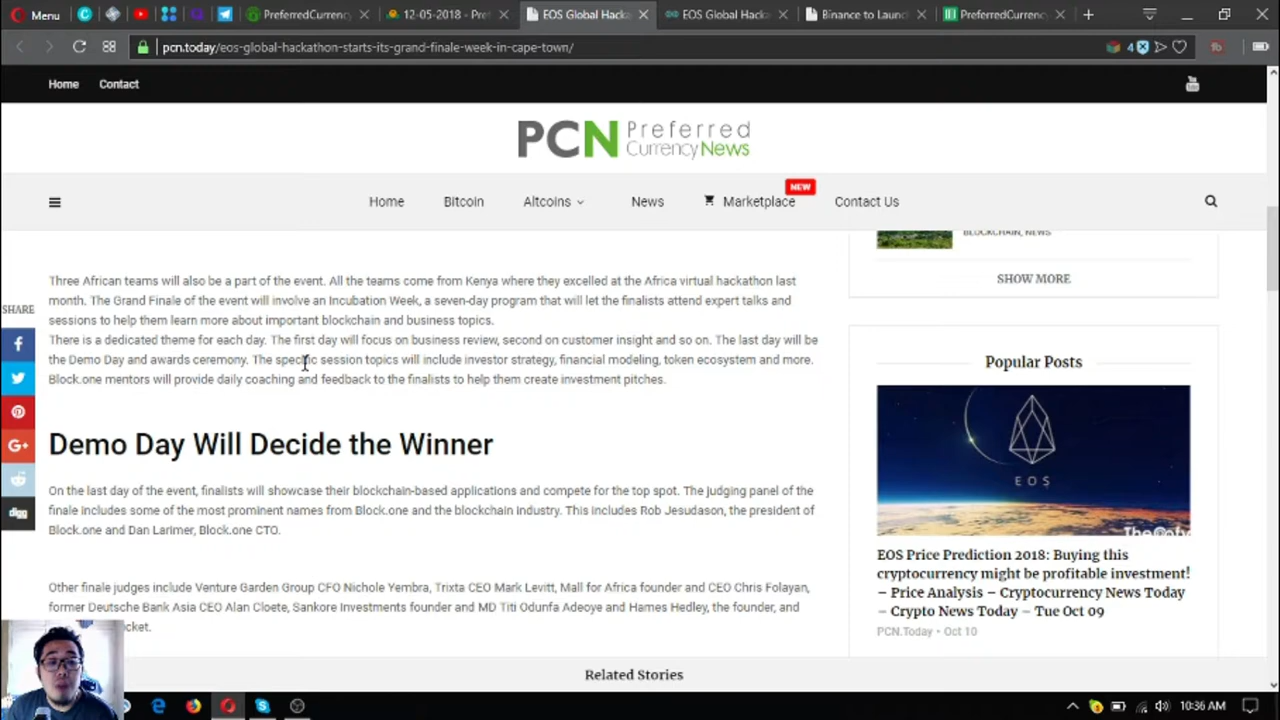 Menu
PreferredCurrency
12-05-2018 - Pref
EOS Global Hacka
EOS Global Hack
Binance to Launc
PreferredCurrency
pcn.today/eos-global-hackathon-starts-its-grand-finale-week-in-cape-town/
4
Home
Contact
You Tube
PCN Preferred
CurrencyNews
NEW
Home
Bitcoin
Altcoins
News
Marketplace
Contact Us
BLOCKCHAIN, NEWS
SHOW MORE
SHARE
Three African teams will also be a part of the event. All the teams come from Kenya where they excelled at the Africa virtual hackathon last
month. The Grand Finale of the event will involve an Incubation Week, a seven-day program that will let the finalists attend expert talks and
sessions to help them learn more about important blockchain and business topics.
There is a dedicated theme for each day. The first day will focus on business review, second on customer insight and so on. The last day will be
the Demo Day and awards ceremony. The specific session topics will include investor strategy, financial modeling, token ecosystem and more.
Block.one mentors will provide daily coaching and feedback to the finalists to help them create investment pitches.
Demo Day Will Decide the Winner
On the last day of the event, finalists will showcase their blockchain-based applications and compete for the top spot. The judging panel of the
finale includes some of the most prominent names from Block.one and the blockchain industry. This includes Rob Jesudason, the president of
Block.one and Dan Larimer, Block.one CTO.
Other finale judges include Venture Garden Group CFO Nichole Yembra, Trixta CEO Mark Levitt, Mall for Africa founder and CEO Chris Folayan,
former Deutsche Bank Asia CEO Alan Cloete, Sankore Investments founder and MD Titi Odunfa Adeoye and Hames Hedley, the founder, and
cket.
digg
Popular Posts
EOS
EOS Price Prediction 2018: Buying this
cryptocurrency might be profitable investment!
– Price Analysis – Cryptocurrency News Today
– Crypto News Today – Tue Oct 09
PCN.Today • Oct 10
Related Stories
10:36 AM